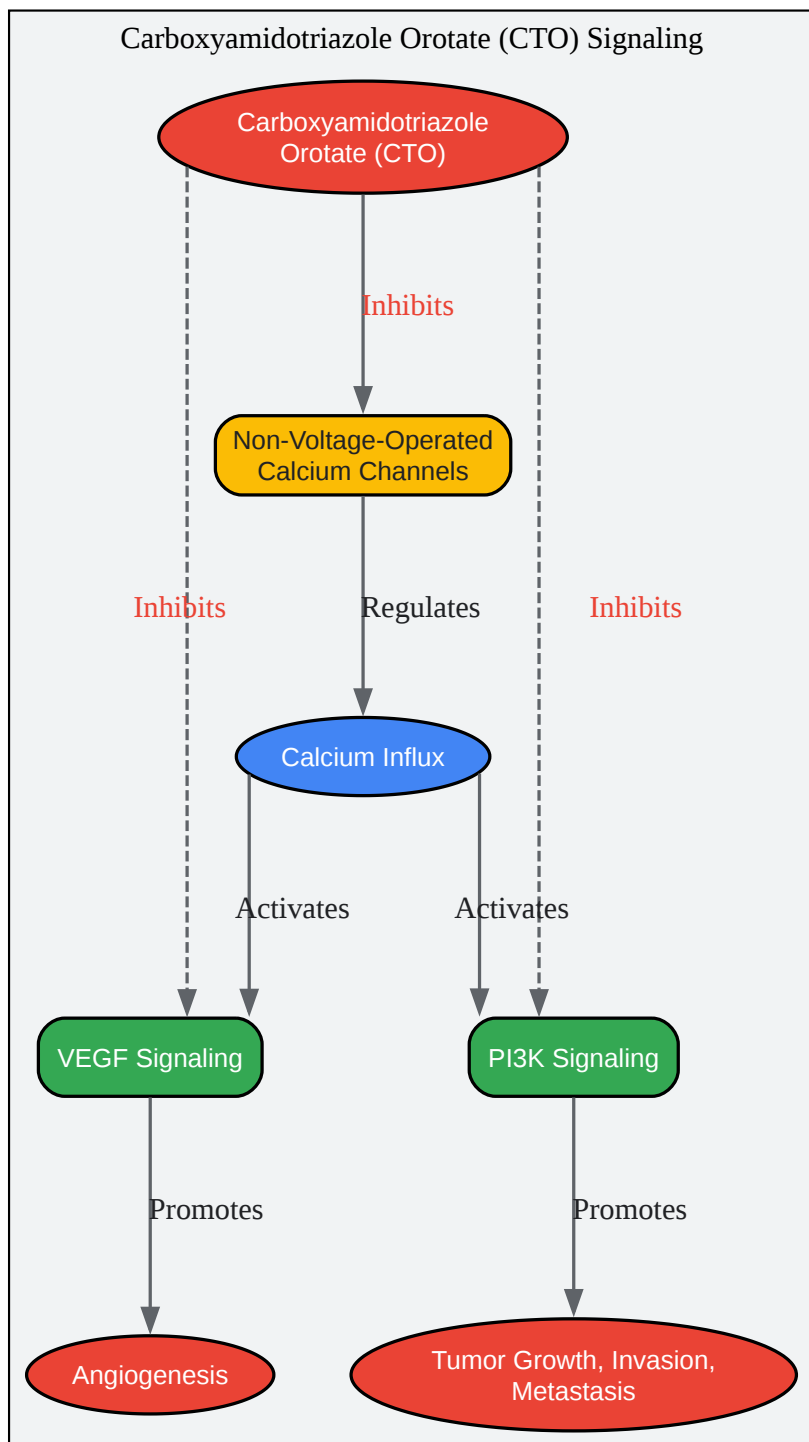 Carboxyamidotriazole Orotate (CTO) Signaling
Carboxyamidotriazole
Orotate (CTO)
Inhibits
Non-Voltage-Operated
Calcium Channels
Inhibits
Regulates
Inhibits
Calcium Influx
Activates
Activates
VEGF Signaling
PI3K Signaling
Promotes
Promotes
Angiogenesis
Tumor Growth, Invasion,
Metastasis